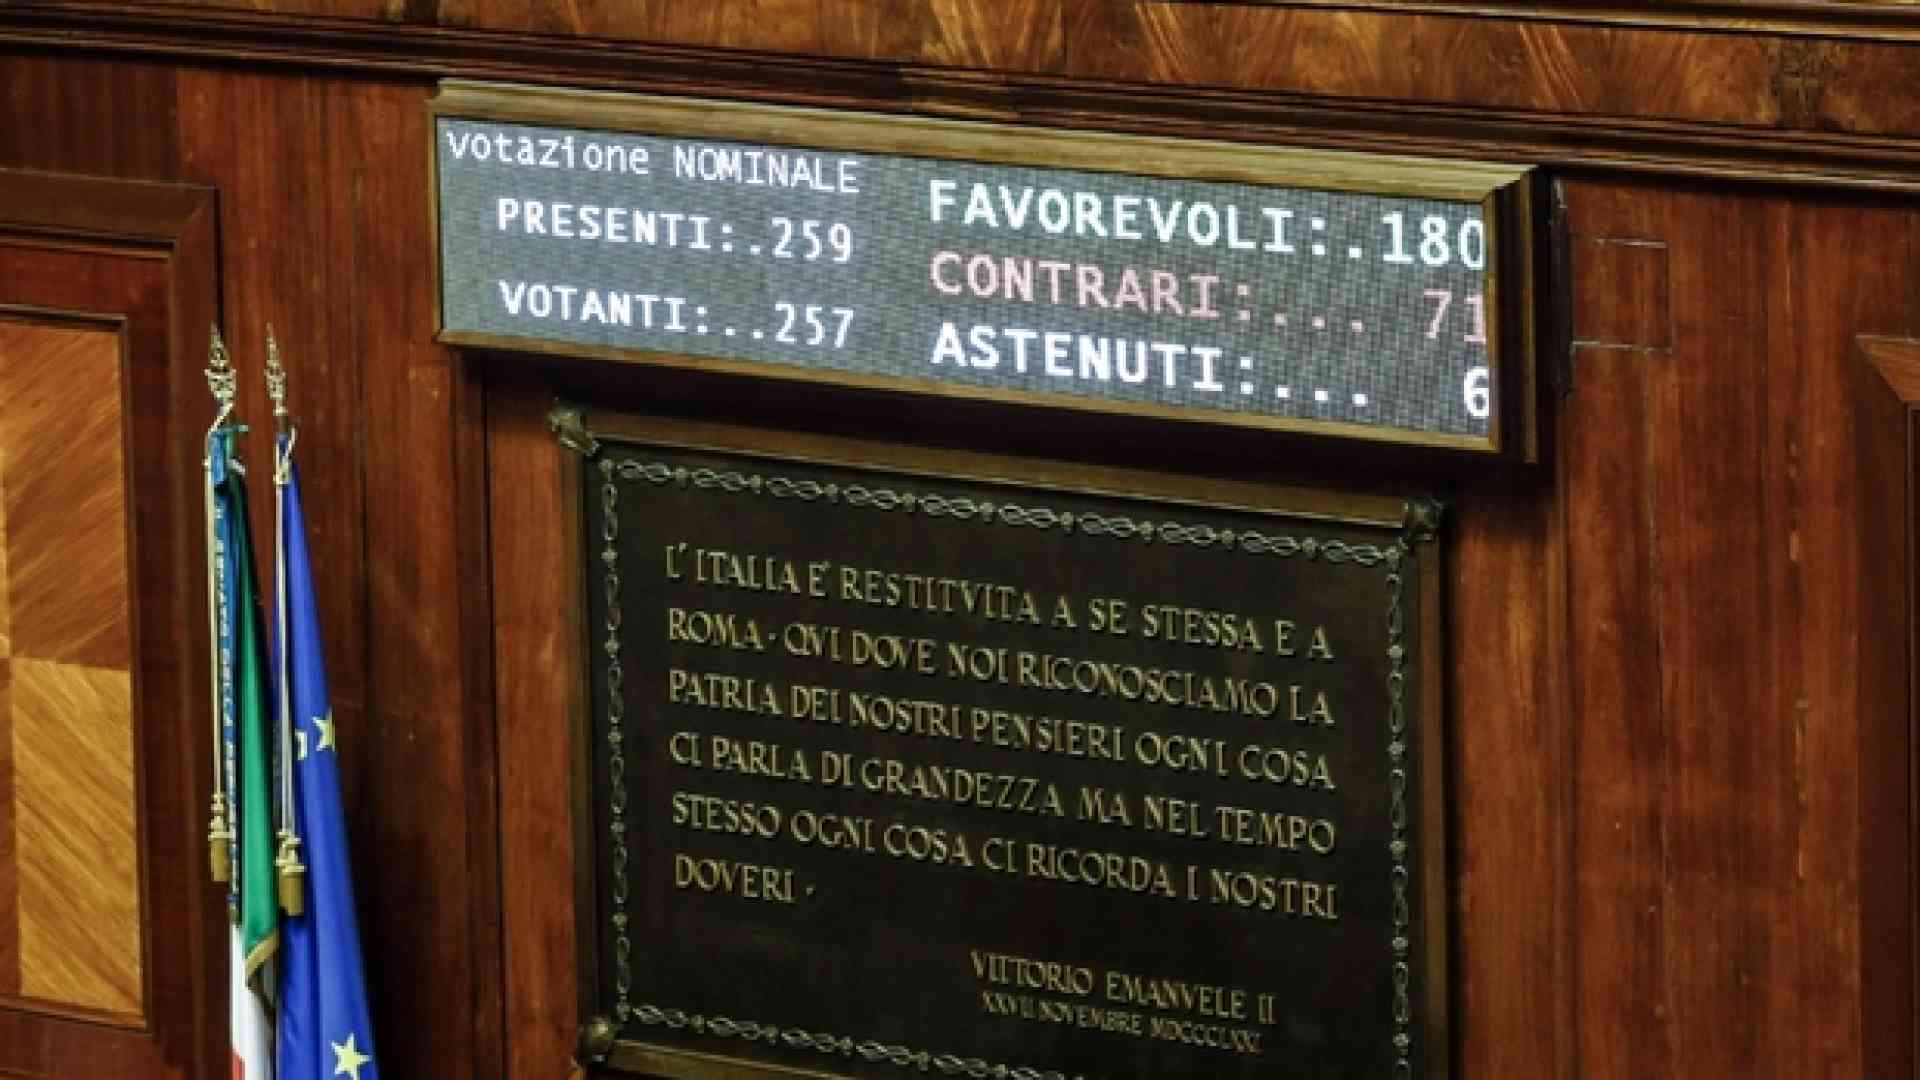 votazione NOMINALE
PRESENTI:.259
VOTANTI:..257
FAVOREVOLI:.180
CONTRARI:... 71
ASTENUTI:... 6
L' ITALIA E' RESTITVITA A SE STESSA E A
ROMA · QVI DOVE NOI RICONOSCIAMO LA
PATRIA DEI NOSTRI PENSIERI OGNI COSA
CI PARLA DI GRANDEZZA MA NEL TEMPO
STESSO OGNI COSA CI RICORDA I NOSTRI
DOVERI ·
VITTORIO EMANVELE II
XXVII NOVEMBRE MDCCCLXXI